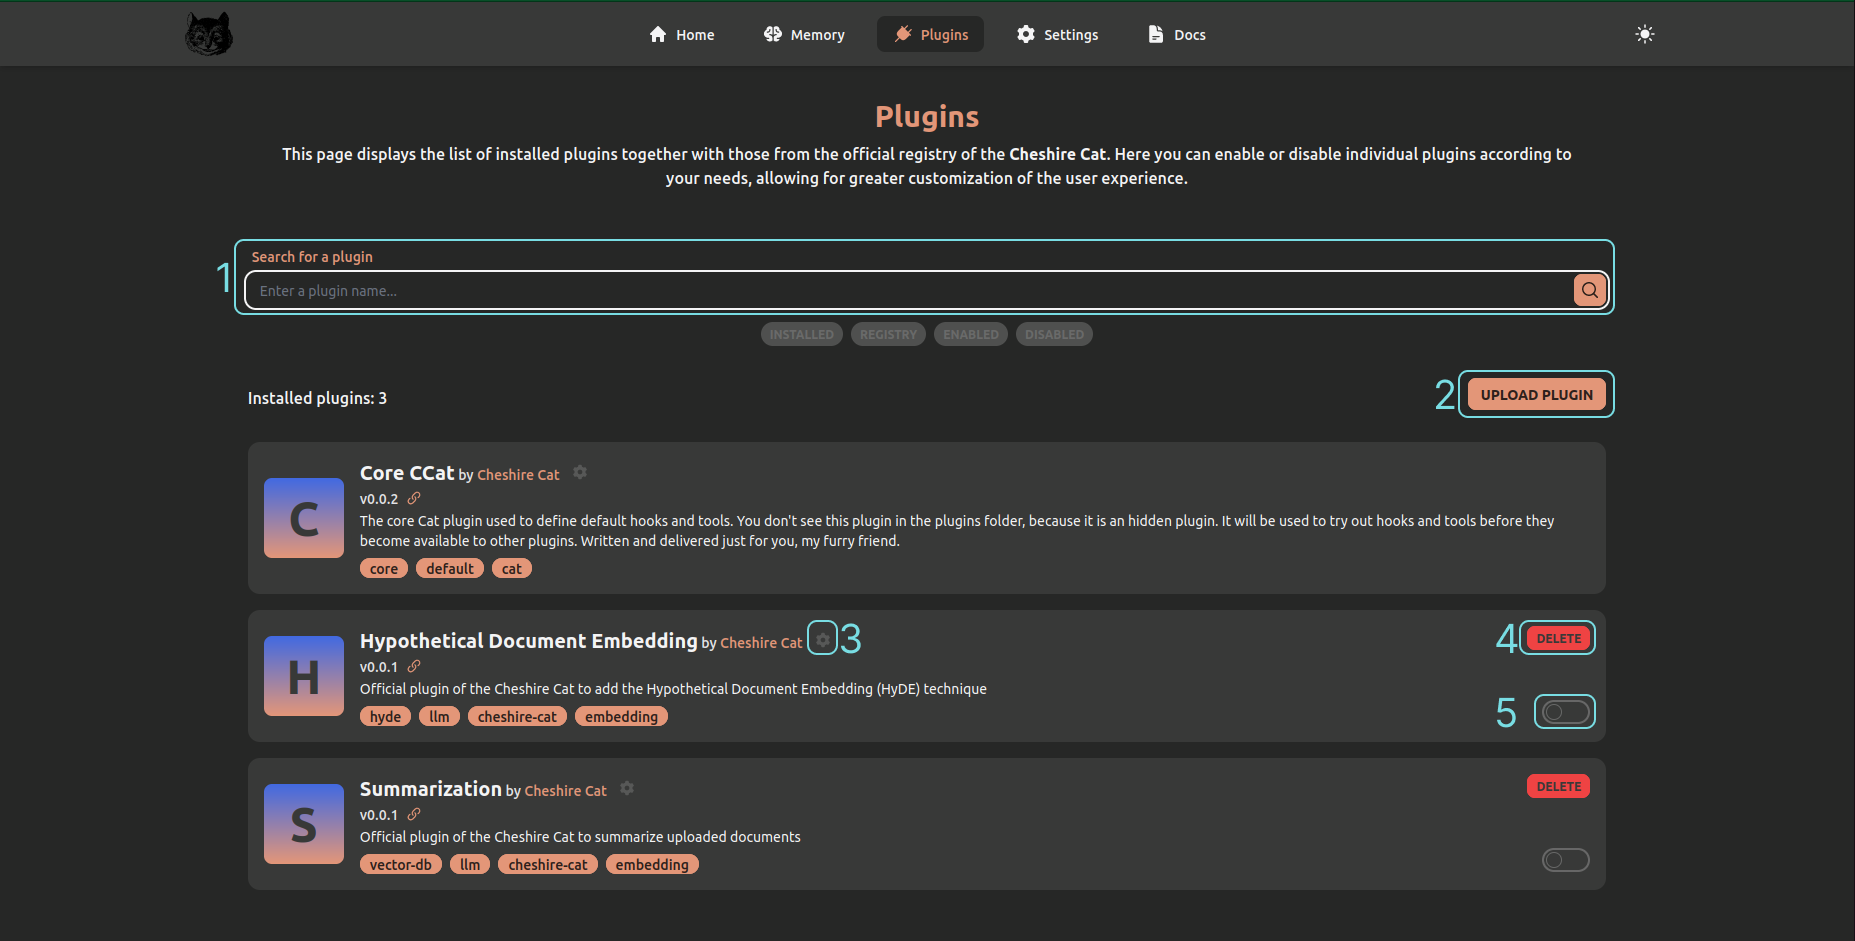 Home Memory Plugins Settings Docs
Plugins
This page displays the list of installed plugins together with those from the official registry of the Cheshire Cat. Here you can enable or disable individual plugins according to
your needs, allowing for greater customization of the user experience.
1
Search for a plugin
Enter a plugin name...
INSTALLED REGISTRY ENABLED DISABLED
Installed plugins: 3
2 UPLOAD PLUGIN
C
Core CCat by Cheshire Cat
v0.0.2
The core Cat plugin used to define default hooks and tools. You don't see this plugin in the plugins folder, because it is an hidden plugin. It will be used to try out hooks and tools before they
become available to other plugins. Written and delivered just for you, my furry friend.
core default cat
H
Hypothetical Document Embedding by Cheshire Cat 3
4 DELETE
v0.0.1
Official plugin of the Cheshire Cat to add the Hypothetical Document Embedding (HyDE) technique
hyde llm cheshire-cat embedding
5
S
Summarization by Cheshire Cat
DELETE
v0.0.1
Official plugin of the Cheshire Cat to summarize uploaded documents
vector-db llm cheshire-cat embedding